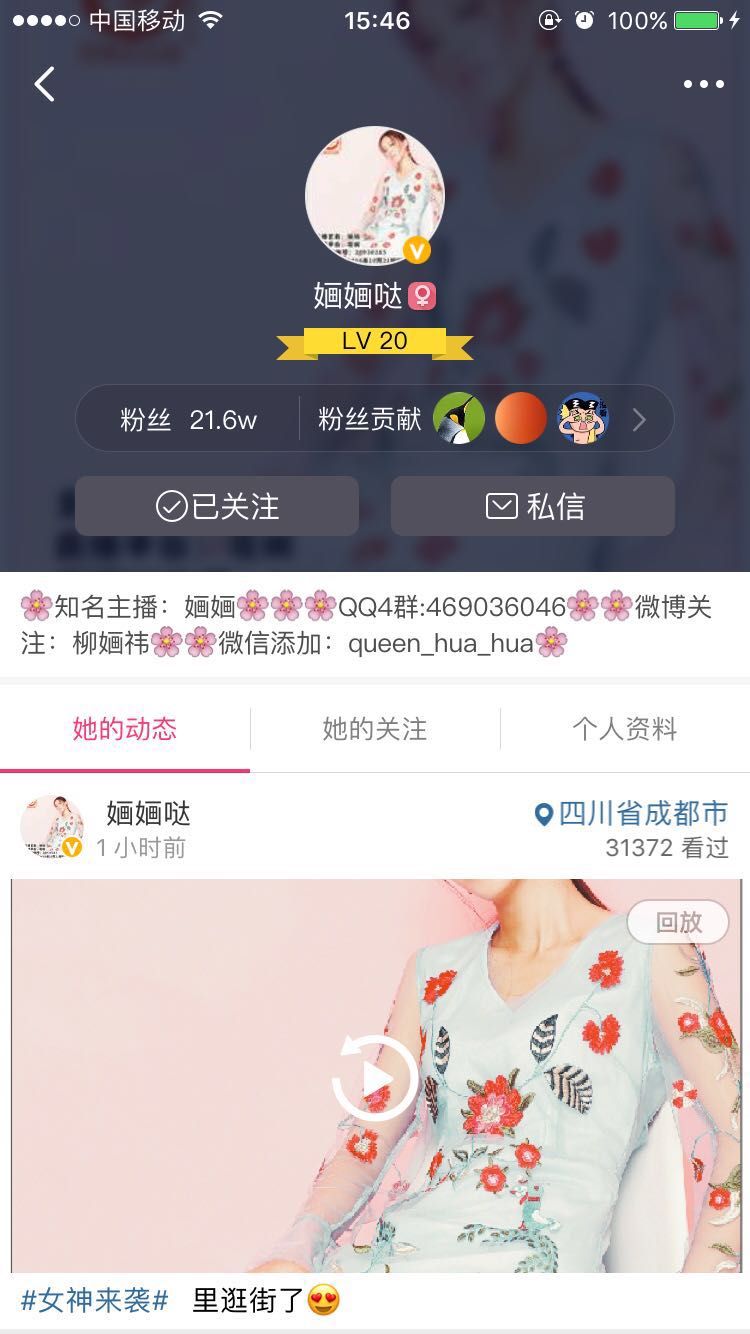 中国移动 15:46 100%
婳婳哒
LV 20
粉丝 21.6w 粉丝贡献
已关注 私信
🌸知名主播：婳婳🌸🌸🌸QQ4群:469036046🌸🌸微博关
注：柳婳祎🌸🌸微信添加：queen_hua_hua🌸
她的动态 她的关注 个人资料
婳婳哒 四川省成都市
1 小时前 31372 看过
回放
#女神来袭# 里逛街了😍